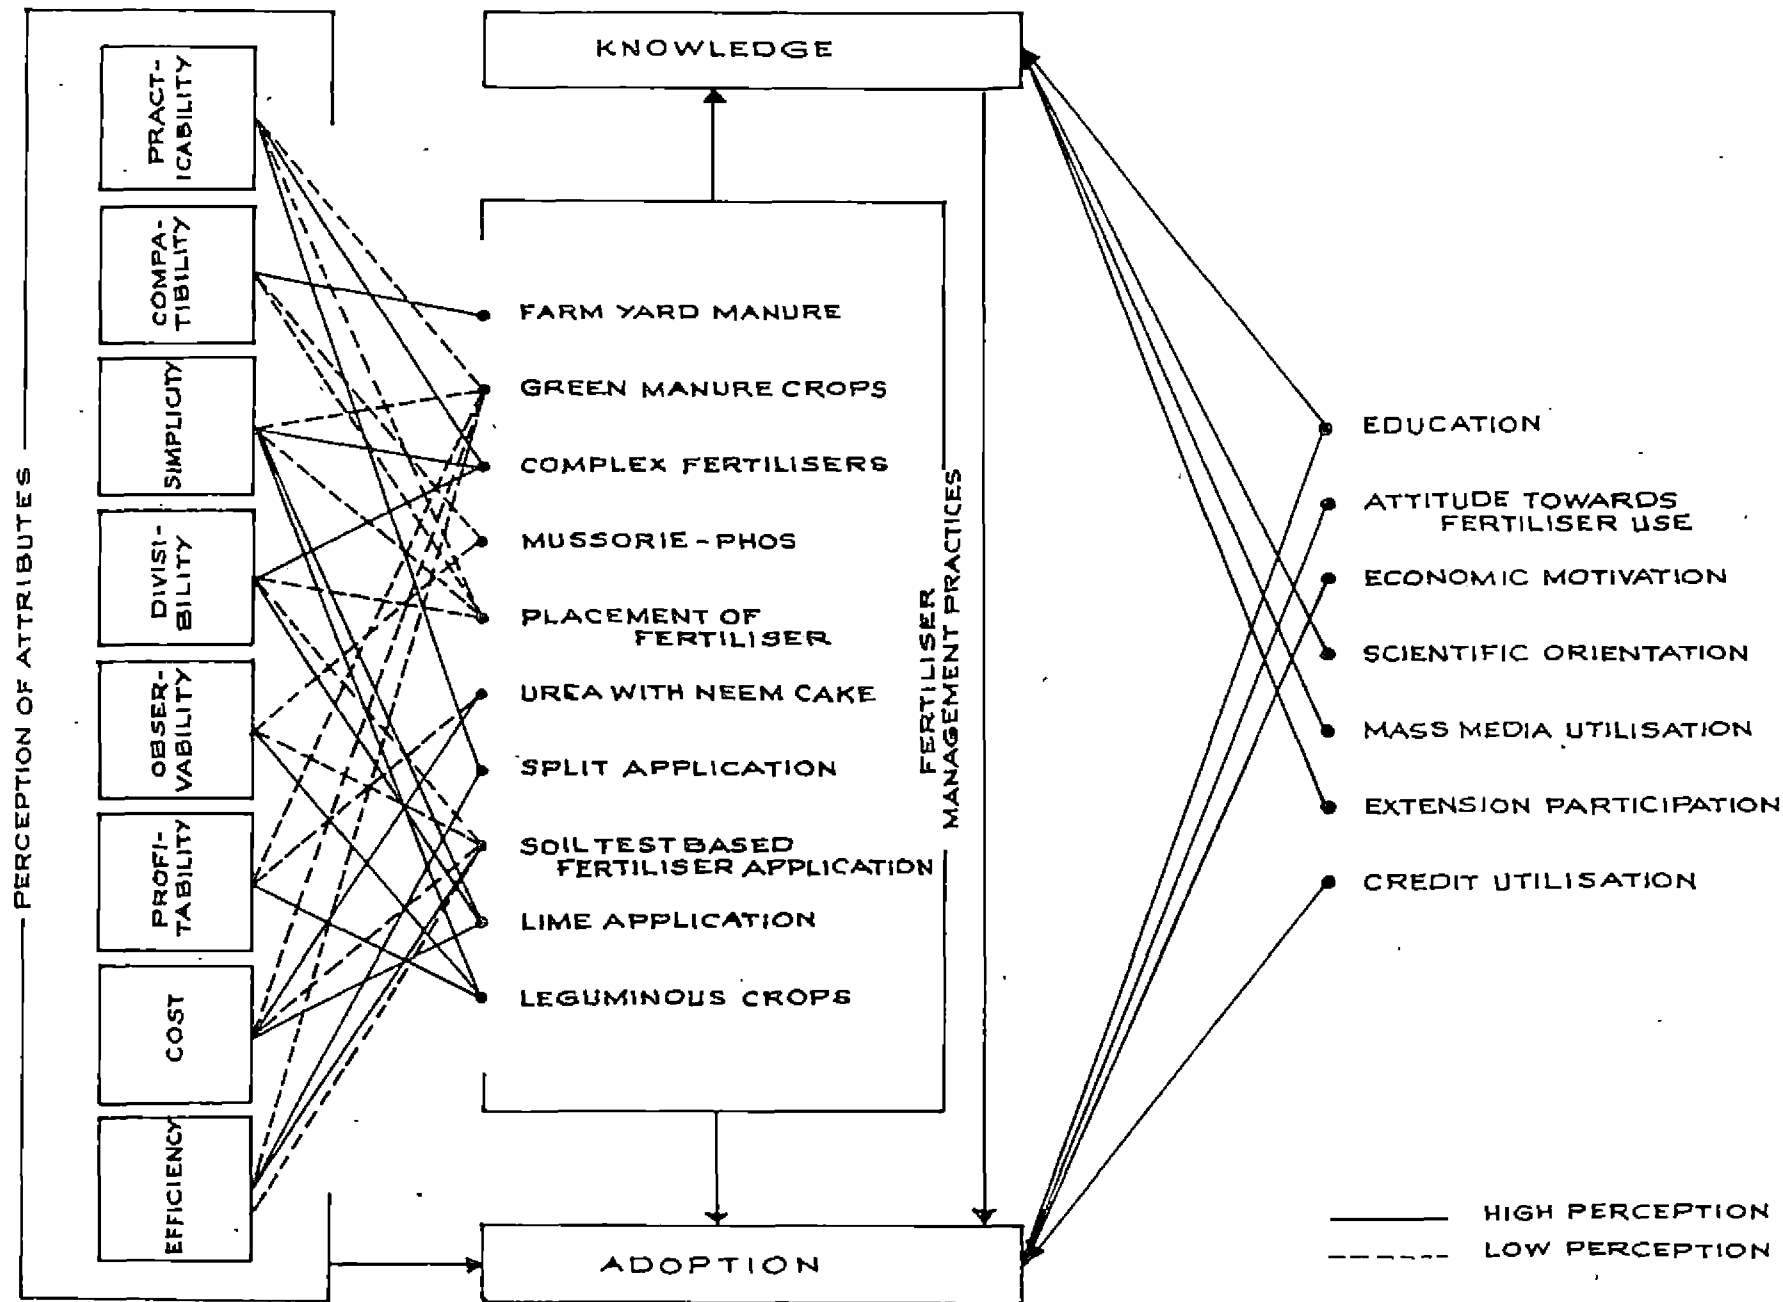 PERCEPTION OF ATTRIBUTES
PRACT-
ICABILITY
COMPA-
TIBILITY
SIMPLICITY
DIVISI-
BILITY
OBSER-
VABILITY
PROFI-
TABILITY
COST
EFFICIENCY
KNOWLEDGE
FARM YARD MANURE
GREEN MANURE CROPS
COMPLEX FERTILISERS
MUSSORIE-PHOS
PLACEMENT OF
FERTILISER
UREA WITH NEEM CAKE
SPLIT APPLICATION
SOIL TEST BASED
FERTILISER APPLICATION
LIME APPLICATION
LEGUMINOUS CROPS
FERTILISER
MANAGEMENT PRACTICES
ADOPTION
EDUCATION
ATTITUDE TOWARDS
FERTILISER USE
ECONOMIC MOTIVATION
SCIENTIFIC ORIENTATION
MASS MEDIA UTILISATION
EXTENSION PARTICIPATION
CREDIT UTILISATION
HIGH PERCEPTION
LOW PERCEPTION